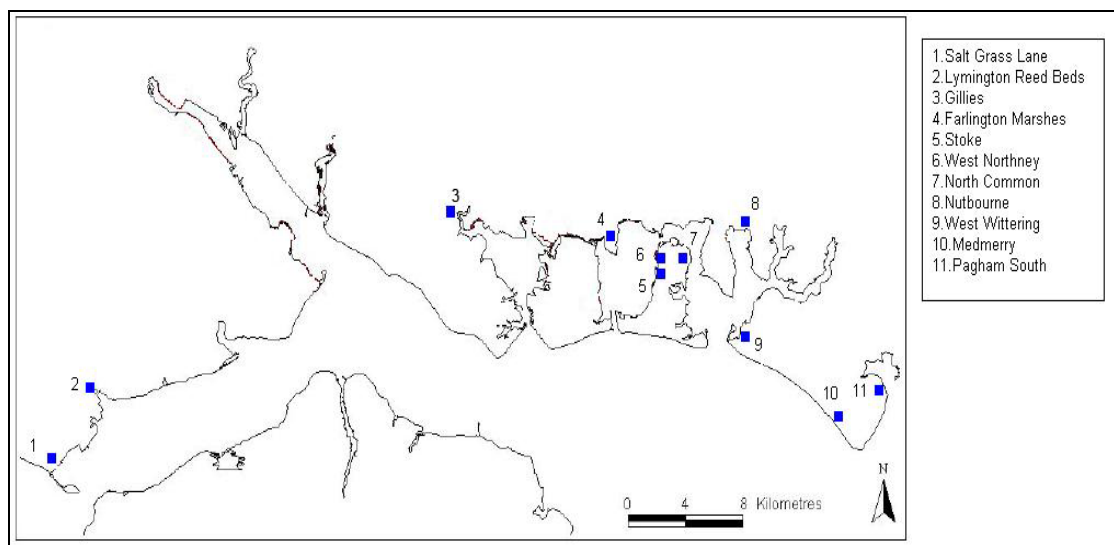 3
4
7
8
6
5
9
2
10
11
1
N
0 4 8 Kilometres
1.Salt Grass Lane
2.Lymington Reed Beds
3.Gillies
4.Farlington Marshes
5.Stoke
6.West Northney
7.North Common
8.Nutbourne
9.West Wittering
10.Medmerry
11.Pagham South